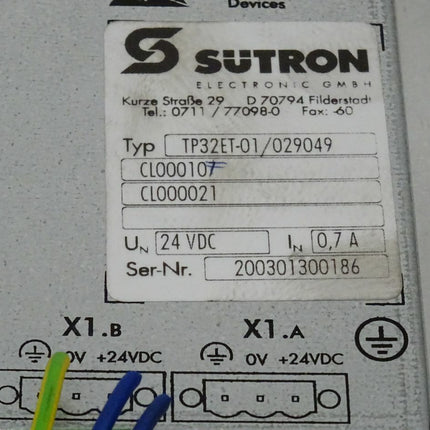 Devices
SÜTRON
ELECTRONIC GMBH
Kurze Straße 29 D 70794 Filderstadt
Tel.: 0711 / 77098-0 Fax: -60
Typ TP32ET-01/029049
CL000107
CL000021
UN 24 VDC IN 0,7 A
Ser-Nr. 200301300186
X1.B X1.A
0V +24VDC 0V +24VDC